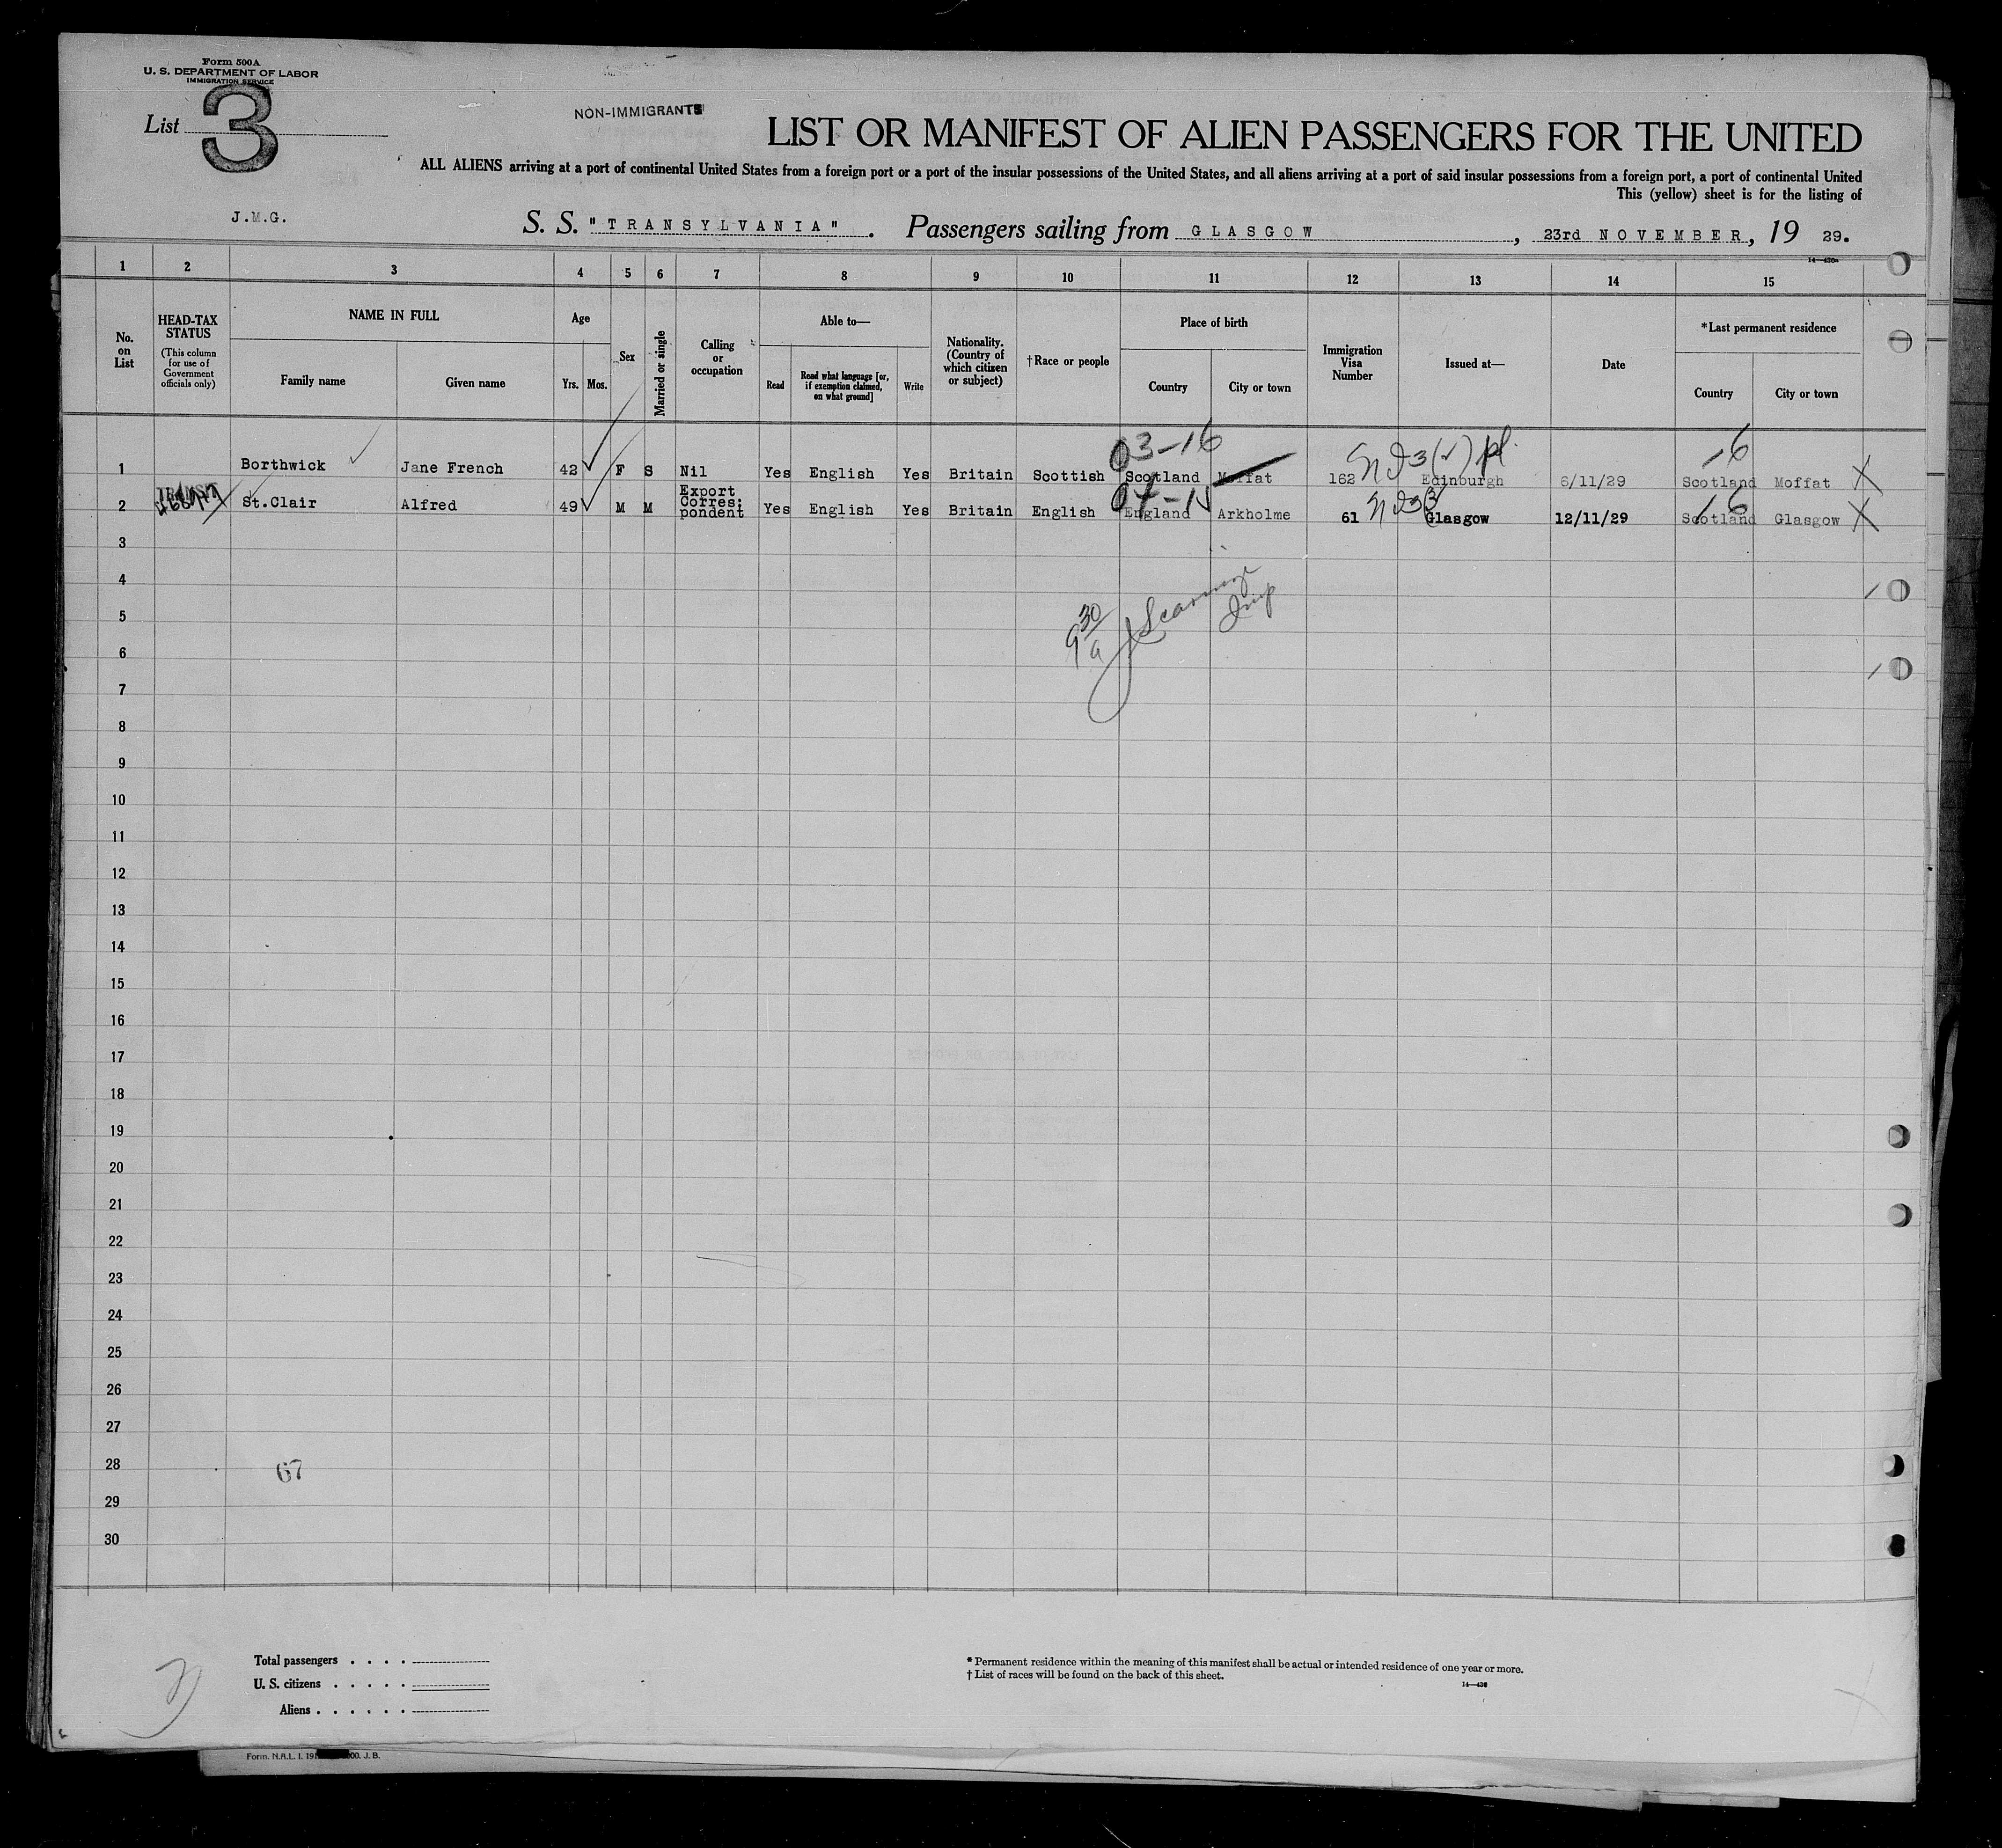 Form 500A
U. S. DEPARTMENT OF LABOR
IMMIGRATION SERVICE
List 3
NON-IMMIGRANTS
LIST OR MANIFEST OF ALIEN PASSENGERS FOR THE UNITED
ALL ALIENS arriving at a port of continental United States from a foreign port or a port of the insular possessions of the United States, and all aliens arriving at a port of said insular possessions from a foreign port, a port of continental United
This (yellow) sheet is for the listing of
J.M.G.
S. S. "TRANSYLVANIA". Passengers sailing from GLASGOW, 23rd NOVEMBER, 19 29.
1 2 3 4 5 6 7 8 9 10 11 12 13 14 15
No. on List
HEAD-TAX STATUS
(This column for use of Government officials only)
NAME IN FULL
Family name
Given name
Age
Yrs. Mos.
Sex
Married or single
Calling or occupation
Able to—
Read
Read what language [or, if exemption claimed, on what ground]
Write
Nationality. (Country of which citizen or subject)
†Race or people
Place of birth
Country
City or town
Immigration Visa Number
Issued at—
Date
*Last permanent residence
Country
City or town
03-16
1 Borthwick Jane French 42 F S Nil Yes English Yes Britain Scottish Scotland Moffat 162 Edinburgh 6/11/29 Scotland Moffat X
TRANSIT
2 St.Clair Alfred 49 M M Export Corres: pondent Yes English Yes Britain English England Arkholme 61 Glasgow 12/11/29 Scotland Glasgow X
3
4
5
6
7
8
9
10
11
12
13
14
15
16
17
18
19
20
21
22
23
24
25
26
27
28 67
29
30
Total passengers
U. S. citizens
Aliens
* Permanent residence within the meaning of this manifest shall be actual or intended residence of one year or more.
† List of races will be found on the back of this sheet.
14—436
Form. N.A.L. 1. J. B.